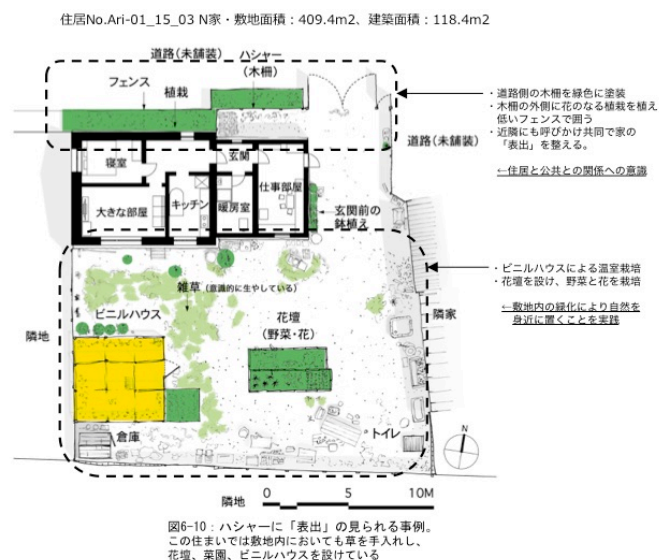 住居No.Ari-01_15_03 N家・敷地面積：409.4m2、建築面積：118.4m2
道路（未舗装）
ハシャー
（木柵）
フェンス
植栽
・道路側の木柵を緑色に塗装
・木柵の外側に花のなる植栽を植え
低いフェンスで囲う
・近隣にも呼びかけ共同で家の
「表出」を整える。
←住居と公共との関係への意識
道路（未舗装）
寝室
玄関
仕事部屋
大きな部屋
キッチン
暖房室
玄関前の
鉢植え
・ビニルハウスによる温室栽培
・花壇を設け、野菜と花を栽培
←敷地内の緑化により自然を
身近に置くことを実践
雑草（意識的に生やしている）
ビニルハウス
花壇
（野菜・花）
隣家
隣地
倉庫
トイレ
N
隣地
0 5 10M
図6-10：ハシャーに「表出」の見られる事例。
この住まいでは敷地内においても草を手入れし、
花壇、菜園、ビニルハウスを設けている